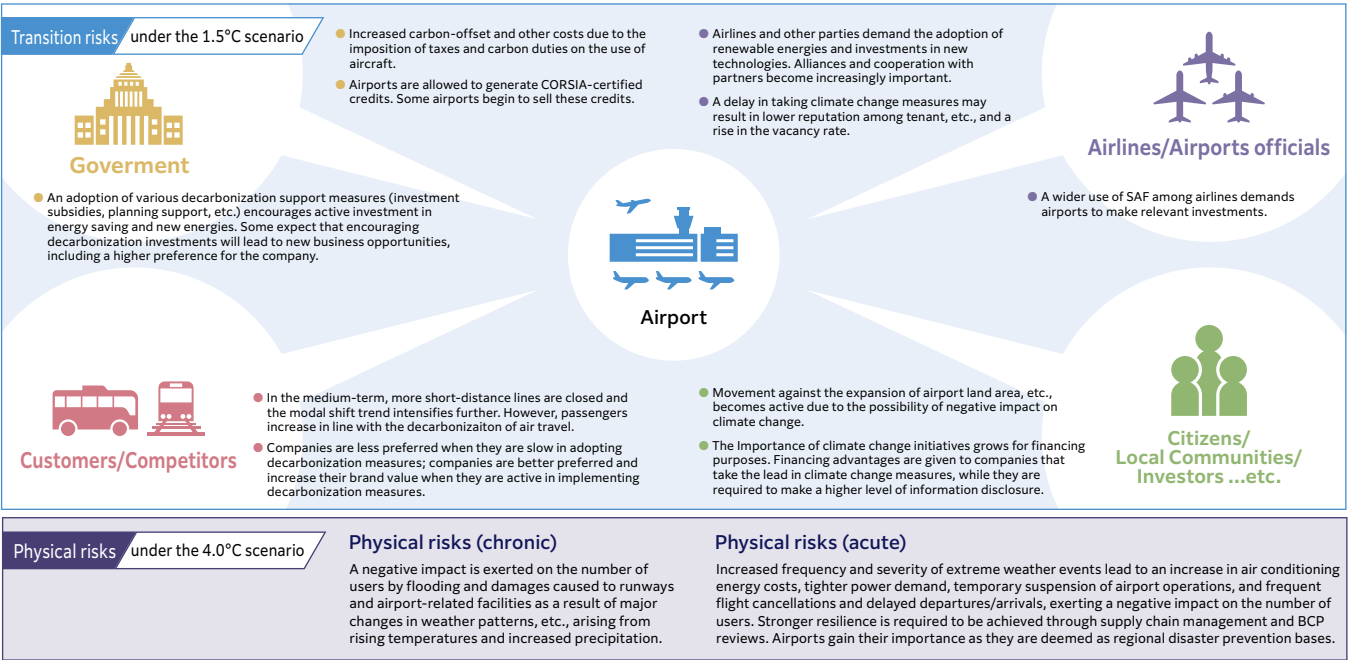 Transition risks under the 1.5°C scenario
Goverment
Increased carbon-offset and other costs due to the
imposition of taxes and carbon duties on the use of
aircraft.
Airports are allowed to generate CORSIA-certified
credits. Some airports begin to sell these credits.
An adoption of various decarbonization support measures (investment
subsidies, planning support, etc.) encourages active investment in
energy saving and new energies. Some expect that encouraging
decarbonization investments will lead to new business opportunities,
including a higher preference for the company.
Airlines and other parties demand the adoption of
renewable energies and investments in new
technologies. Alliances and cooperation with
partners become increasingly important.
A delay in taking climate change measures may
result in lower reputation among tenant, etc., and a
rise in the vacancy rate.
Airlines/Airports officials
A wider use of SAF among airlines demands
airports to make relevant investments.
Airport
Customers/Competitors
In the medium-term, more short-distance lines are closed and
the modal shift trend intensifies further. However, passengers
increase in line with the decarbonizaiton of air travel.
Companies are less preferred when they are slow in adopting
decarbonization measures; companies are better preferred and
increase their brand value when they are active in implementing
decarbonization measures.
Movement against the expansion of airport land area, etc.,
becomes active due to the possibility of negative impact on
climate change.
The Importance of climate change initiatives grows for financing
purposes. Financing advantages are given to companies that
take the lead in climate change measures, while they are
required to make a higher level of information disclosure.
Citizens/
Local Communities/
Investors ...etc.
Physical risks under the 4.0°C scenario
Physical risks (chronic)
A negative impact is exerted on the number of
users by flooding and damages caused to runways
and airport-related facilities as a result of major
changes in weather patterns, etc., arising from
rising temperatures and increased precipitation.
Physical risks (acute)
Increased frequency and severity of extreme weather events lead to an increase in air conditioning
energy costs, tighter power demand, temporary suspension of airport operations, and frequent
flight cancellations and delayed departures/arrivals, exerting a negative impact on the number of
users. Stronger resilience is required to be achieved through supply chain management and BCP
reviews. Airports gain their importance as they are deemed as regional disaster prevention bases.